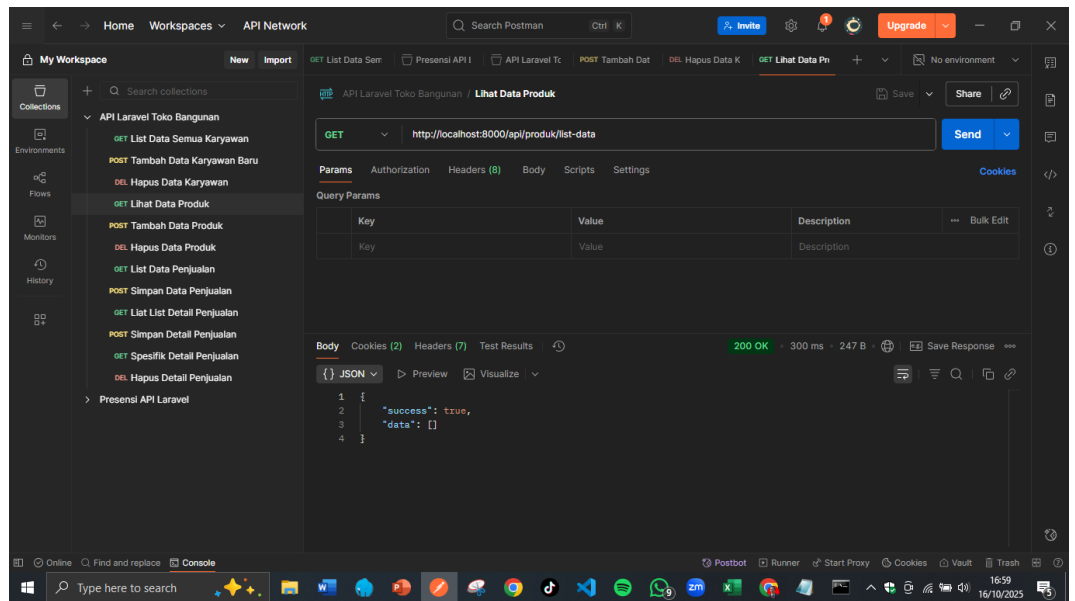 Home Workspaces API Network Search Postman Ctrl K Invite Upgrade
My Workspace New Import GET List Data Sem Presensi API I API Laravel Tc POST Tambah Dat DEL Hapus Data K GET Lihat Data Pr No environment
Collections
Environments
Flows
Monitors
History
Search collections
API Laravel Toko Bangunan
GET List Data Semua Karyawan
POST Tambah Data Karyawan Baru
DEL Hapus Data Karyawan
GET Lihat Data Produk
POST Tambah Data Produk
DEL Hapus Data Produk
GET List Data Penjualan
POST Simpan Data Penjualan
GET Liat List Detail Penjualan
POST Simpan Detail Penjualan
GET Spesifik Detail Penjualan
DEL Hapus Detail Penjualan
Presensi API Laravel
HTTP API Laravel Toko Bangunan / Lihat Data Produk Save Share
GET http://localhost:8000/api/produk/list-data Send
Params Authorization Headers (8) Body Scripts Settings Cookies
Query Params
Key Value Description Bulk Edit
Key Value Description
Body Cookies (2) Headers (7) Test Results 200 OK 300 ms 247 B Save Response
{} JSON Preview Visualize
1 {
2 "success": true,
3 "data": []
4 }
Online Find and replace Console Postbot Runner Start Proxy Cookies Vault Trash
Type here to search 9 zm 16:59
16/10/2025 5